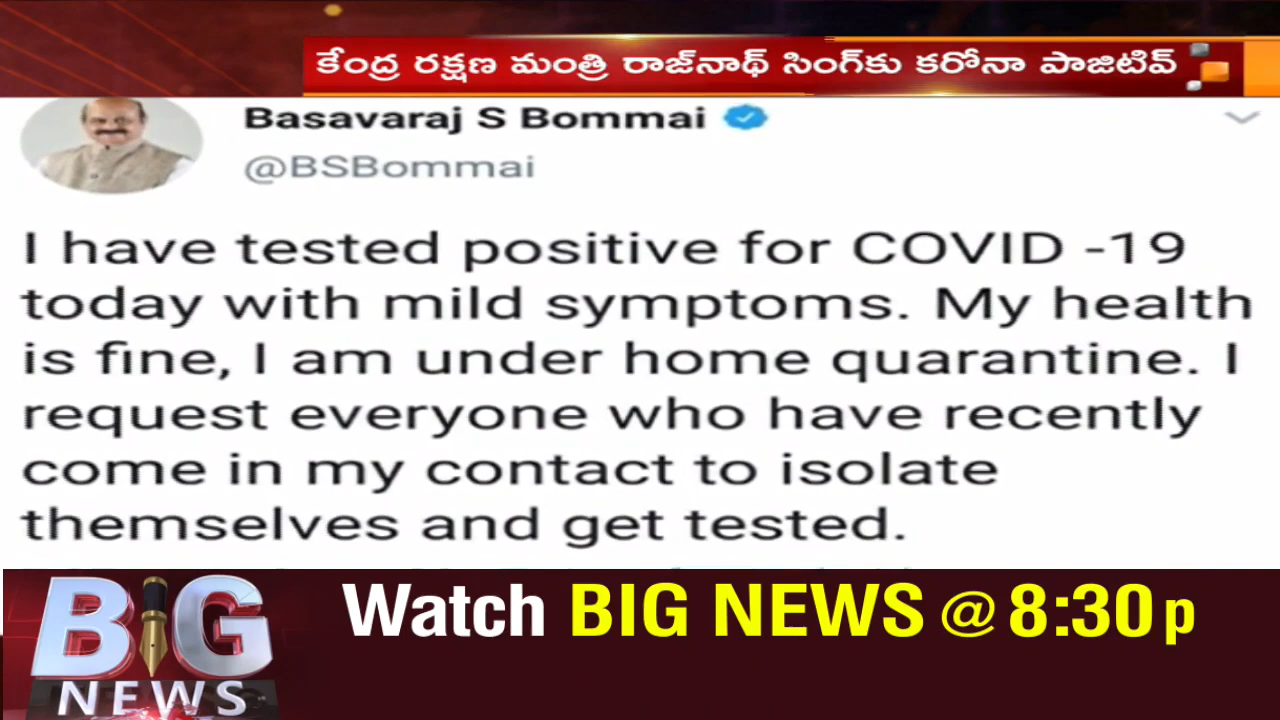 కేంద్ర రక్షణ మంత్రి రాజ్‌నాథ్ సింగ్‌కు కరోనా పాజిటివ్
Basavaraj S Bommai
@BSBommai
I have tested positive for COVID -19
today with mild symptoms. My health
is fine, I am under home quarantine. I
request everyone who have recently
come in my contact to isolate
themselves and get tested.
Watch BIG NEWS @ 8:30 p
BIG
NEWS